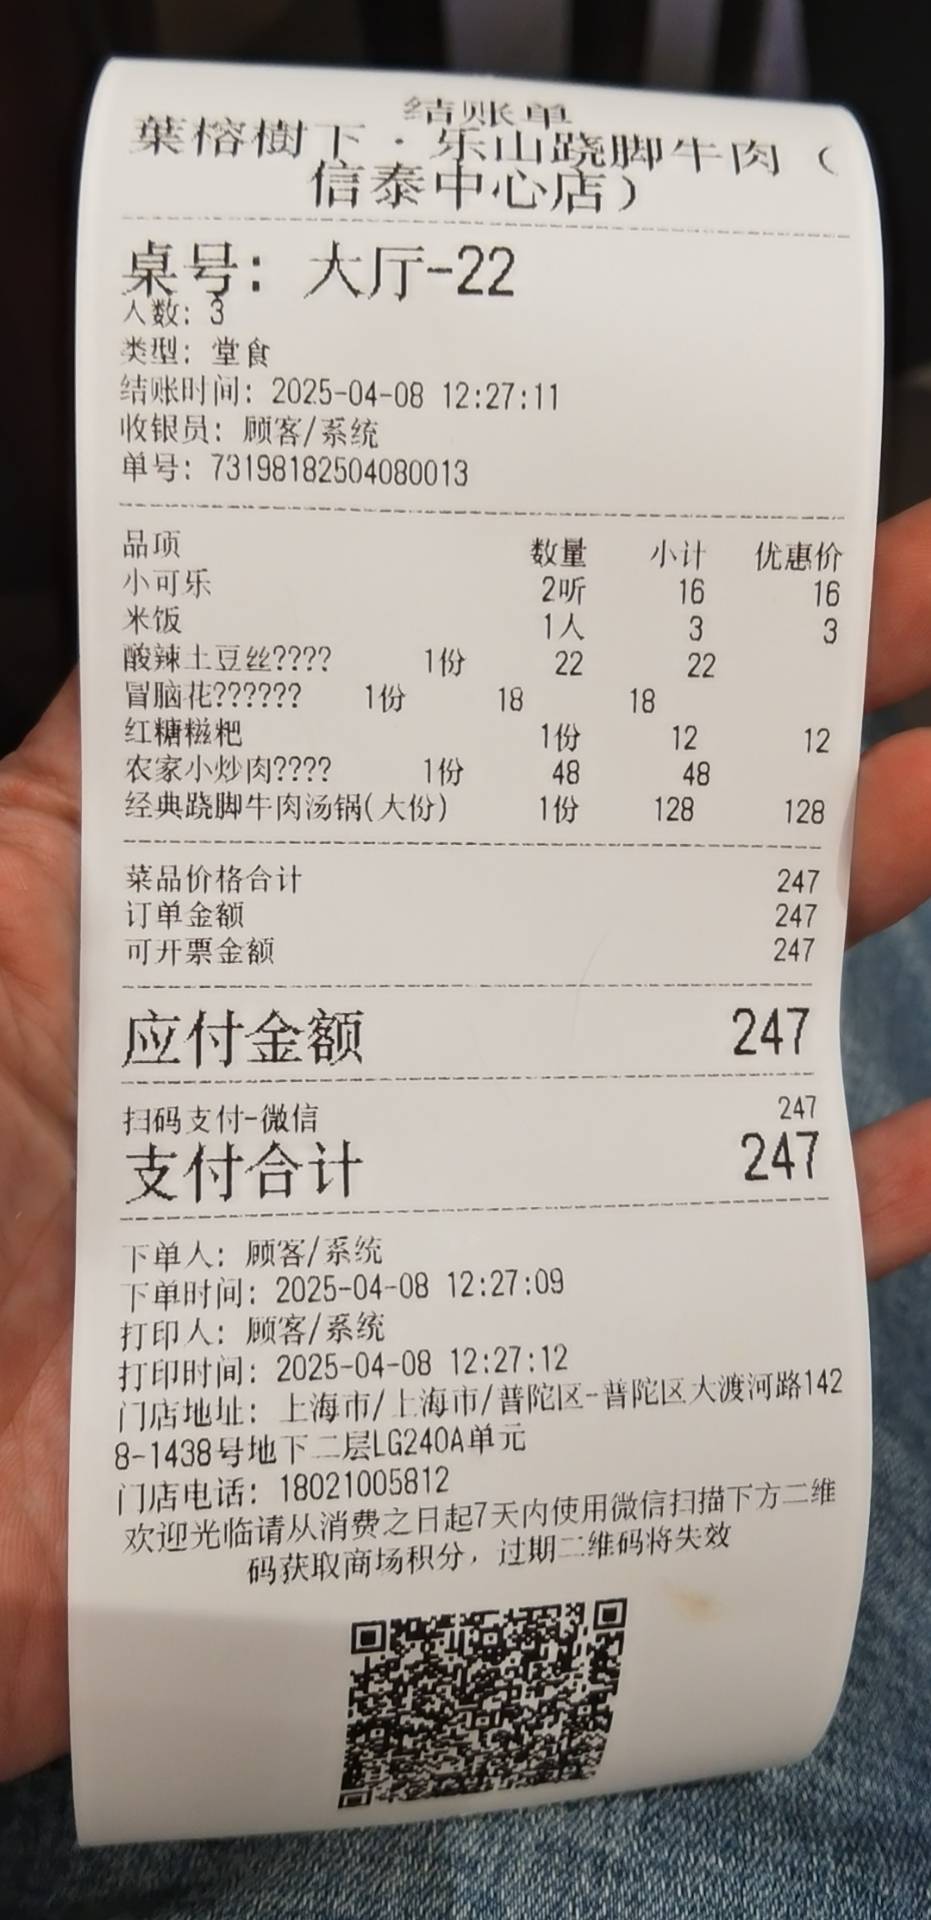 结账单
葉榕樹下·乐山跷脚牛肉（
信泰中心店）
桌号: 大厅-22
人数: 3
类型: 堂食
结账时间: 2025-04-08 12:27:11
收银员: 顾客/系统
单号: 73198182504080013
品项 数量 小计 优惠价
小可乐 2听 16 16
米饭 1人 3 3
酸辣土豆丝???? 1份 22 22
冒脑花?????? 1份 18 18
红糖糍粑 1份 12 12
农家小炒肉???? 1份 48 48
经典跷脚牛肉汤锅(大份) 1份 128 128
菜品价格合计 247
订单金额 247
可开票金额 247
应付金额 247
扫码支付-微信 247
支付合计 247
下单人: 顾客/系统
下单时间: 2025-04-08 12:27:09
打印人: 顾客/系统
打印时间: 2025-04-08 12:27:12
门店地址: 上海市/上海市/普陀区-普陀区大渡河路142
8-1438号地下二层LG240A单元
门店电话: 18021005812
欢迎光临请从消费之日起7天内使用微信扫描下方二维
码获取商场积分，过期二维码将失效